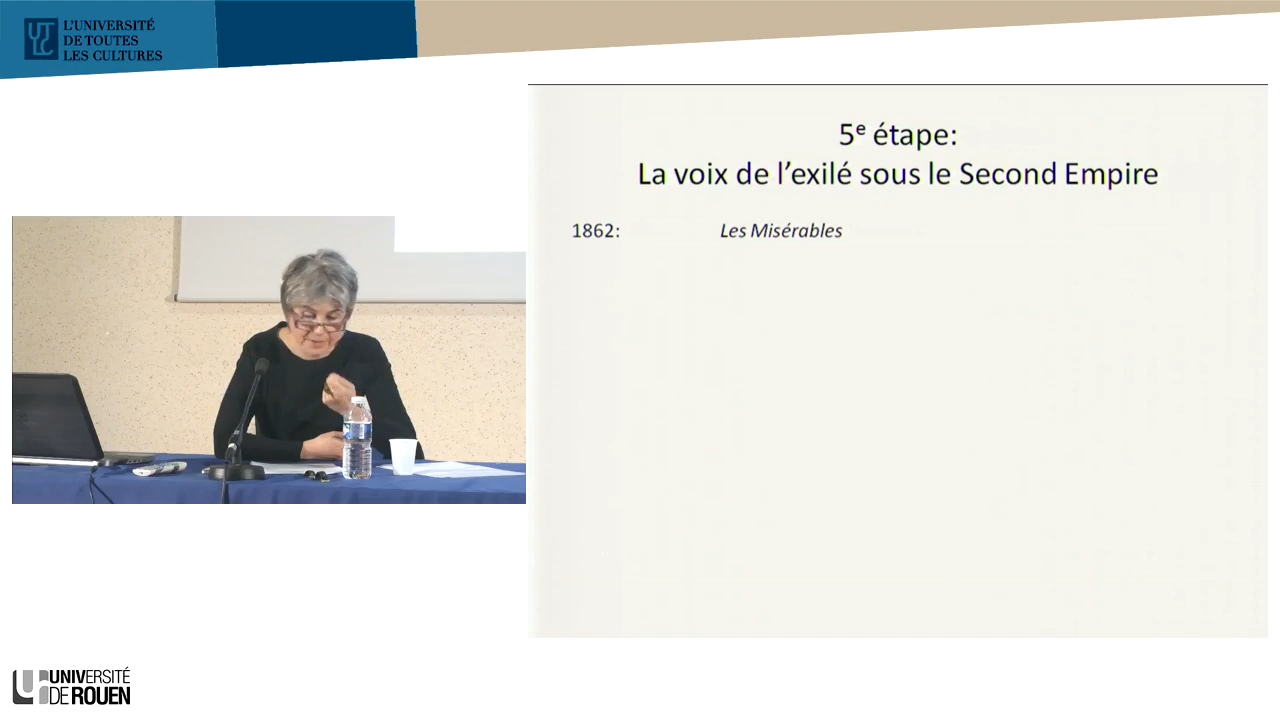 L'UNIVERSITÉ
DE TOUTES
LES CULTURES
5e étape:
La voix de l'exilé sous le Second Empire
1862: Les Misérables
UNIVERSITÉ
DE ROUEN